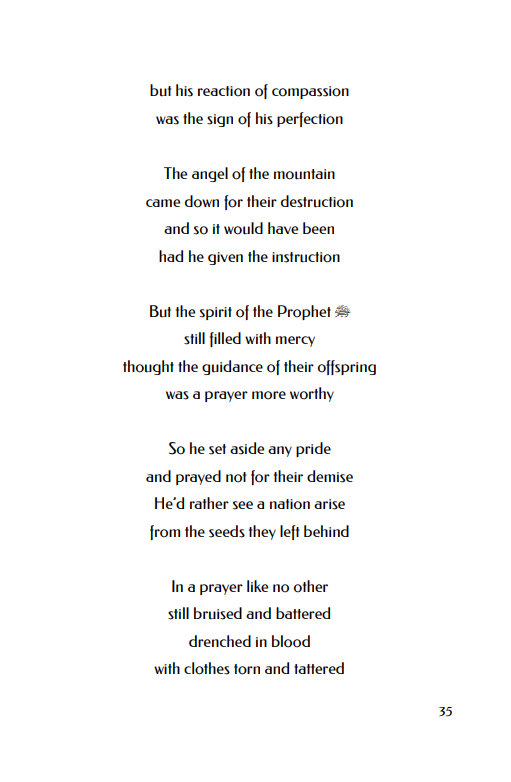 but his reaction of compassion
was the sign of his perfection
The angel of the mountain
came down for their destruction
and so it would have been
had he given the instruction
But the spirit of the Prophet ﷺ
still filled with mercy
thought the guidance of their offspring
was a prayer more worthy
So he set aside any pride
and prayed not for their demise
He'd rather see a nation arise
from the seeds they left behind
In a prayer like no other
still bruised and battered
drenched in blood
with clothes torn and tattered
35